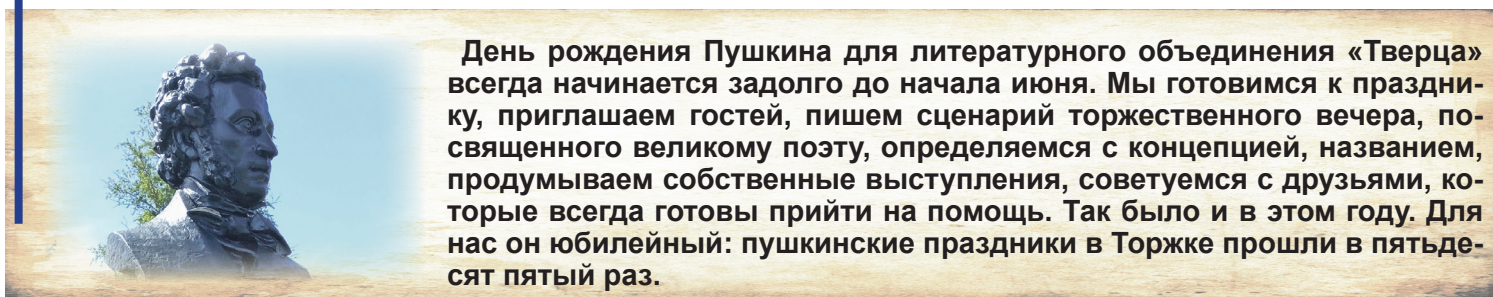 День рождения Пушкина для литературного объединения «Тверца»
всегда начинается задолго до начала июня. Мы готовимся к праздни-
ку, приглашаем гостей, пишем сценарий торжественного вечера, по-
священного великому поэту, определяемся с концепцией, названием,
продумываем собственные выступления, советуемся с друзьями, ко-
торые всегда готовы прийти на помощь. Так было и в этом году. Для
нас он юбилейный: пушкинские праздники в Торжке прошли в пятьде-
сят пятый раз.